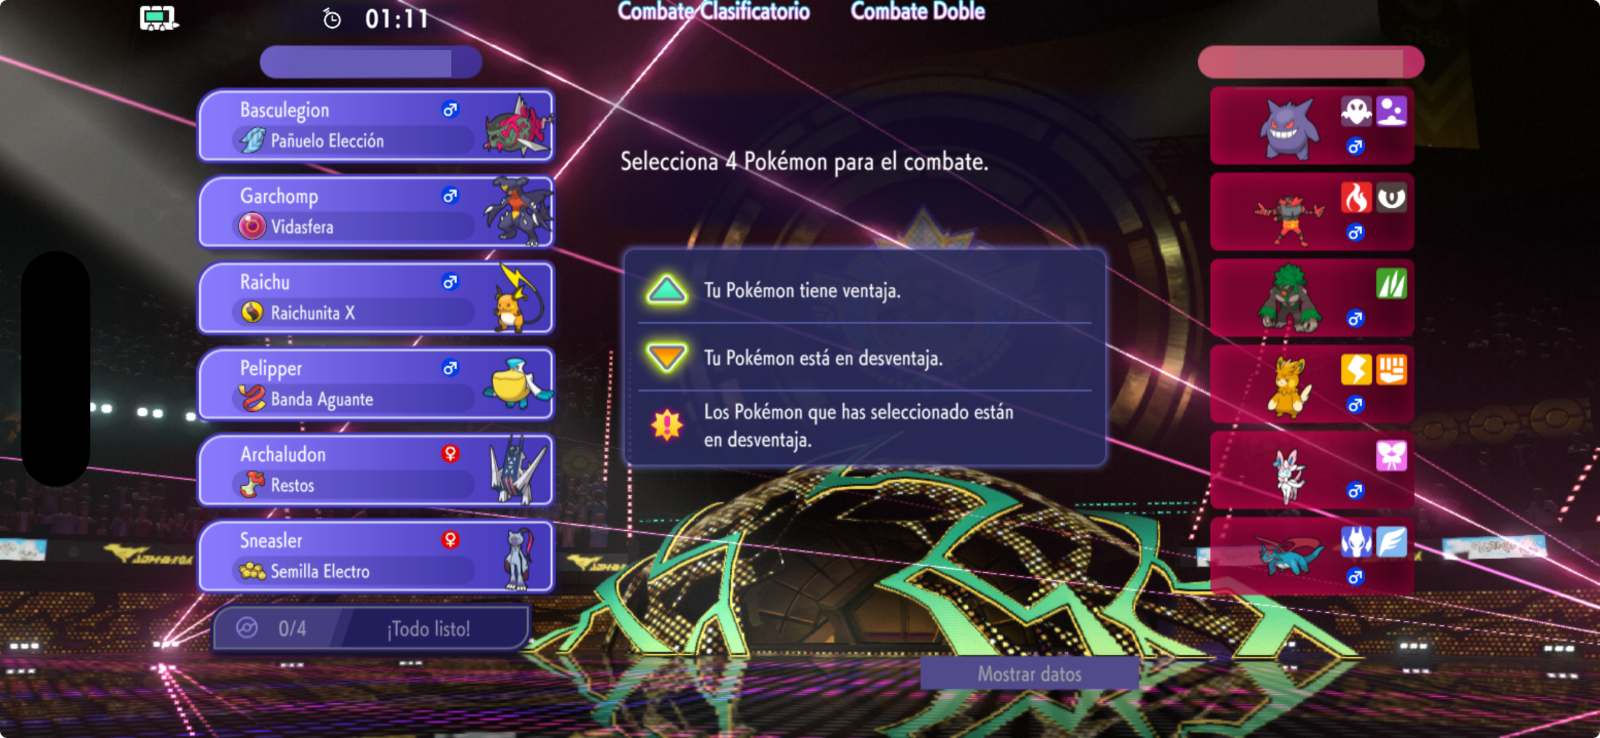 01:11
Combate Clasificatorio
Combate Doble
Basculegion
Pañuelo Elección
Garchomp
Vidasfera
Raichu
Raichunita X
Pelipper
Banda Aguante
Archaludon
Restos
Sneasler
Semilla Electro
0/4
¡Todo listo!
Selecciona 4 Pokémon para el combate.
Tu Pokémon tiene ventaja.
Tu Pokémon está en desventaja.
Los Pokémon que has seleccionado están
en desventaja.
Mostrar datos